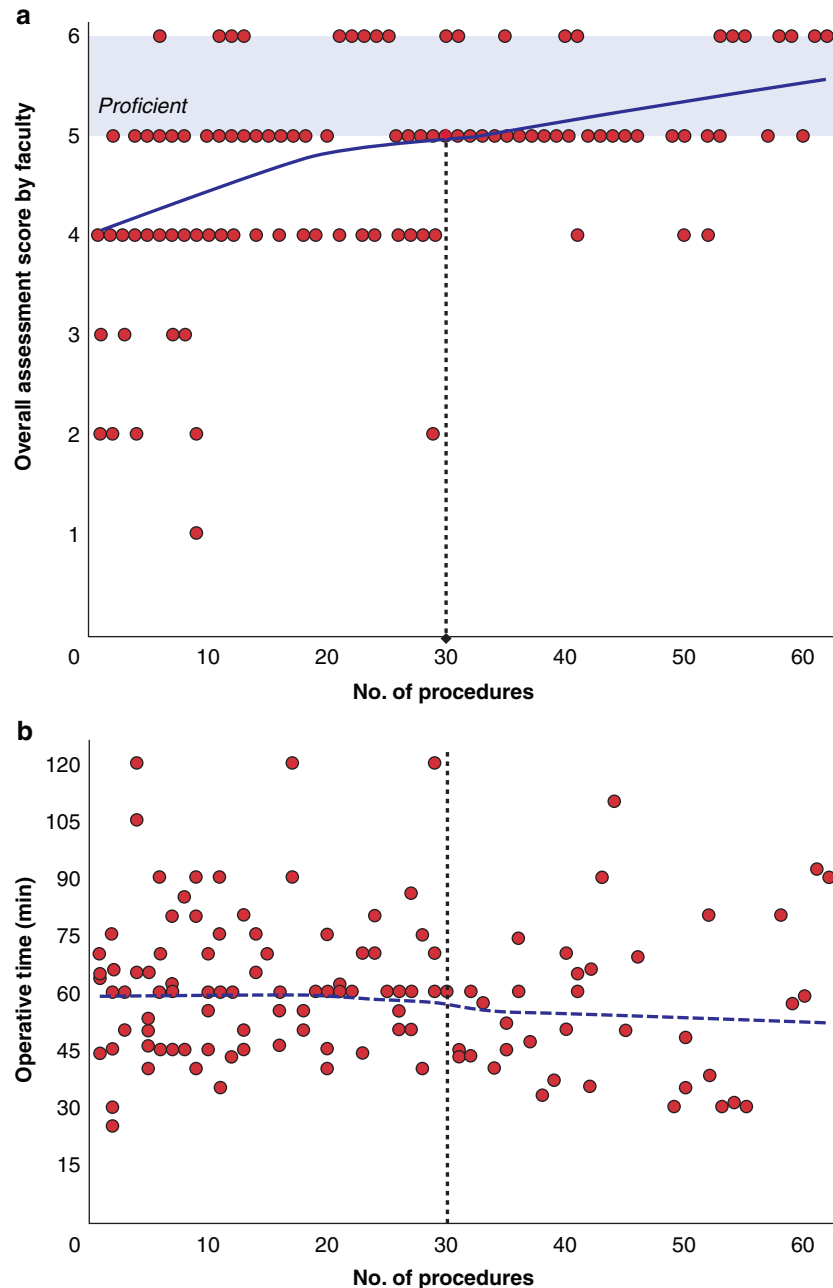 a
Overall assessment score by faculty
6
5
4
3
2
1
Proficient
0 10 20 30 40 50 60
No. of procedures
b
Operative time (min)
120
105
90
75
60
45
30
15
0 10 20 30 40 50 60
No. of procedures